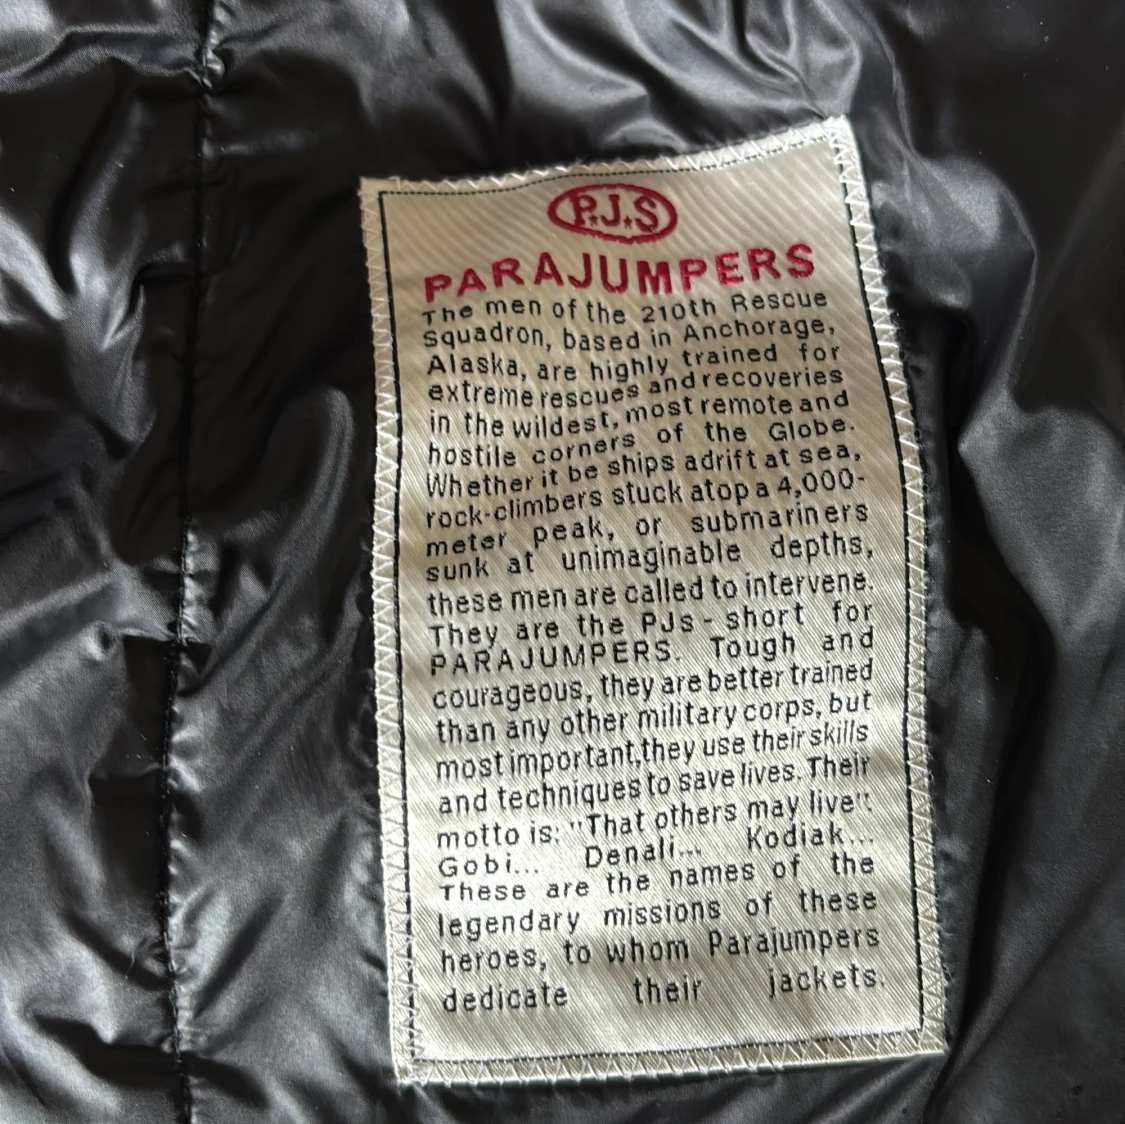 P.J.S
PARAJUMPERS
The men of the 210th Rescue
Squadron, based in Anchorage,
Alaska, are highly trained for
extreme rescues and recoveries
in the wildest, most remote and
hostile corners of the Globe.
Whether it be ships adrift at sea,
rock-climbers stuck atop a 4,000-
meter peak, or submariners
sunk at unimaginable depths,
these men are called to intervene.
They are the PJs - short for
PARAJUMPERS. Tough and
courageous, they are better trained
than any other military corps, but
most important,they use their skills
and techniques to save lives. Their
motto is: "That others may live".
Gobi... Denali... Kodiak...
These are the names of the
legendary missions of these
heroes, to whom Parajumpers
dedicate their jackets.